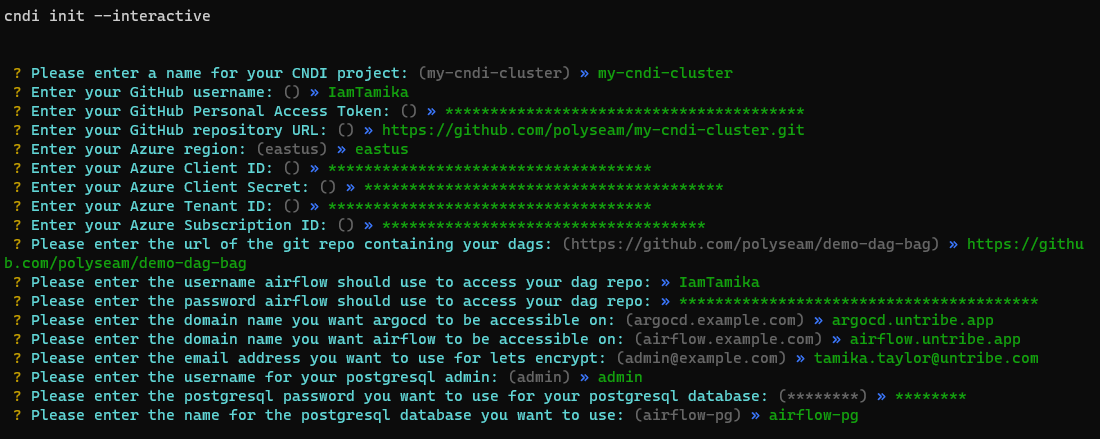 cndi init --interactive
? Please enter a name for your CNDI project: (my-cndi-cluster) » my-cndi-cluster
? Enter your GitHub username: () » IamTamika
? Enter your GitHub Personal Access Token: () » ****************************************
? Enter your GitHub repository URL: () » https://github.com/polyseam/my-cndi-cluster.git
? Enter your Azure region: (eastus) » eastus
? Enter your Azure Client ID: () » ************************************
? Enter your Azure Client Secret: () » ****************************************
? Enter your Azure Tenant ID: () » ************************************
? Enter your Azure Subscription ID: () » ************************************
? Please enter the url of the git repo containing your dags: (https://github.com/polyseam/demo-dag-bag) » https://githu
b.com/polyseam/demo-dag-bag
? Please enter the username airflow should use to access your dag repo: » IamTamika
? Please enter the password airflow should use to access your dag repo: » ****************************************
? Please enter the domain name you want argocd to be accessible on: (argocd.example.com) » argocd.untribe.app
? Please enter the domain name you want airflow to be accessible on: (airflow.example.com) » airflow.untribe.app
? Please enter the email address you want to use for lets encrypt: (admin@example.com) » tamika.taylor@untribe.com
? Please enter the username for your postgresql admin: (admin) » admin
? Please enter the postgresql password you want to use for your postgresql database: (********) » ********
? Please enter the name for the postgresql database you want to use: (airflow-pg) » airflow-pg